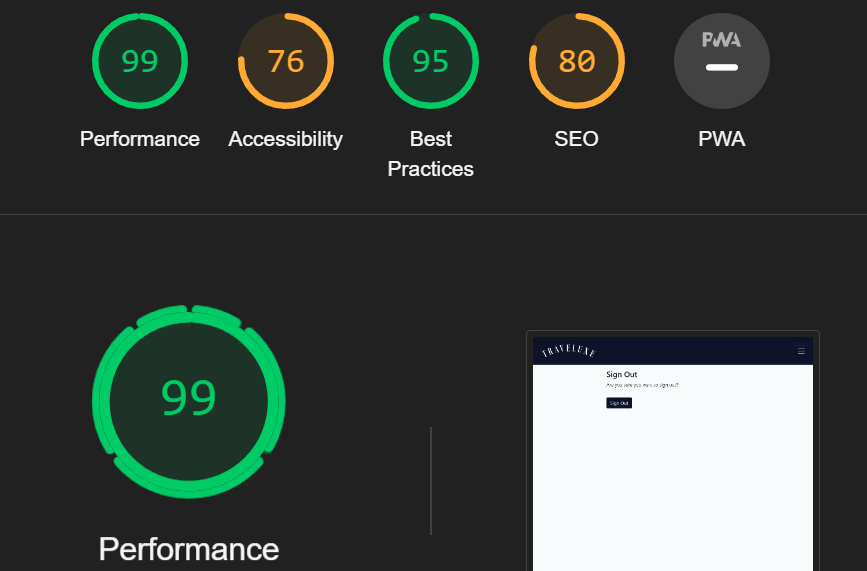 99
76
95
80
PWA
Performance
Accessibility
Best
Practices
SEO
PWA
99
Performance
TRAVELEXE
Sign Out
Are you sure you want to sign out?
Sign Out